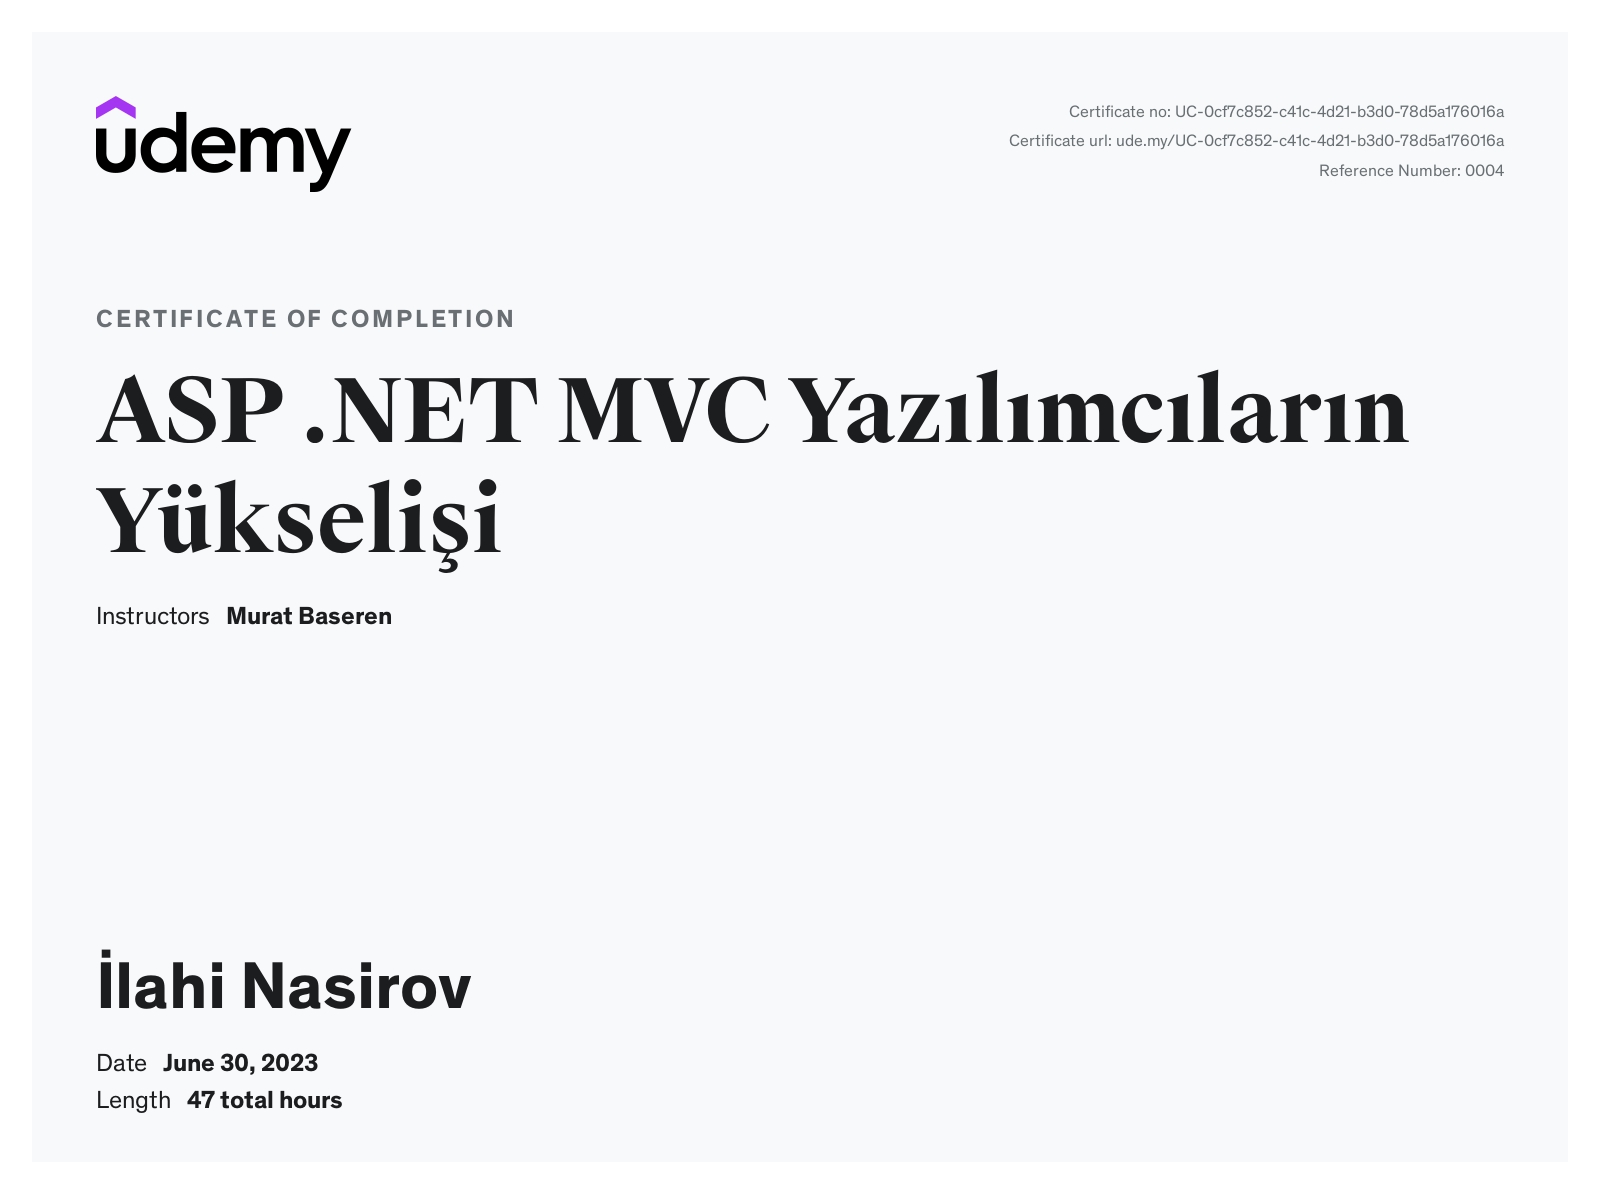 udemy
Certificate no: UC-0cf7c852-c41c-4d21-b3d0-78d5a176016a
Certificate url: ude.my/UC-0cf7c852-c41c-4d21-b3d0-78d5a176016a
Reference Number: 0004
CERTIFICATE OF COMPLETION
ASP .NET MVC Yazılımcıların
Yükselişi
Instructors Murat Baseren
İlahi Nasirov
Date June 30, 2023
Length 47 total hours